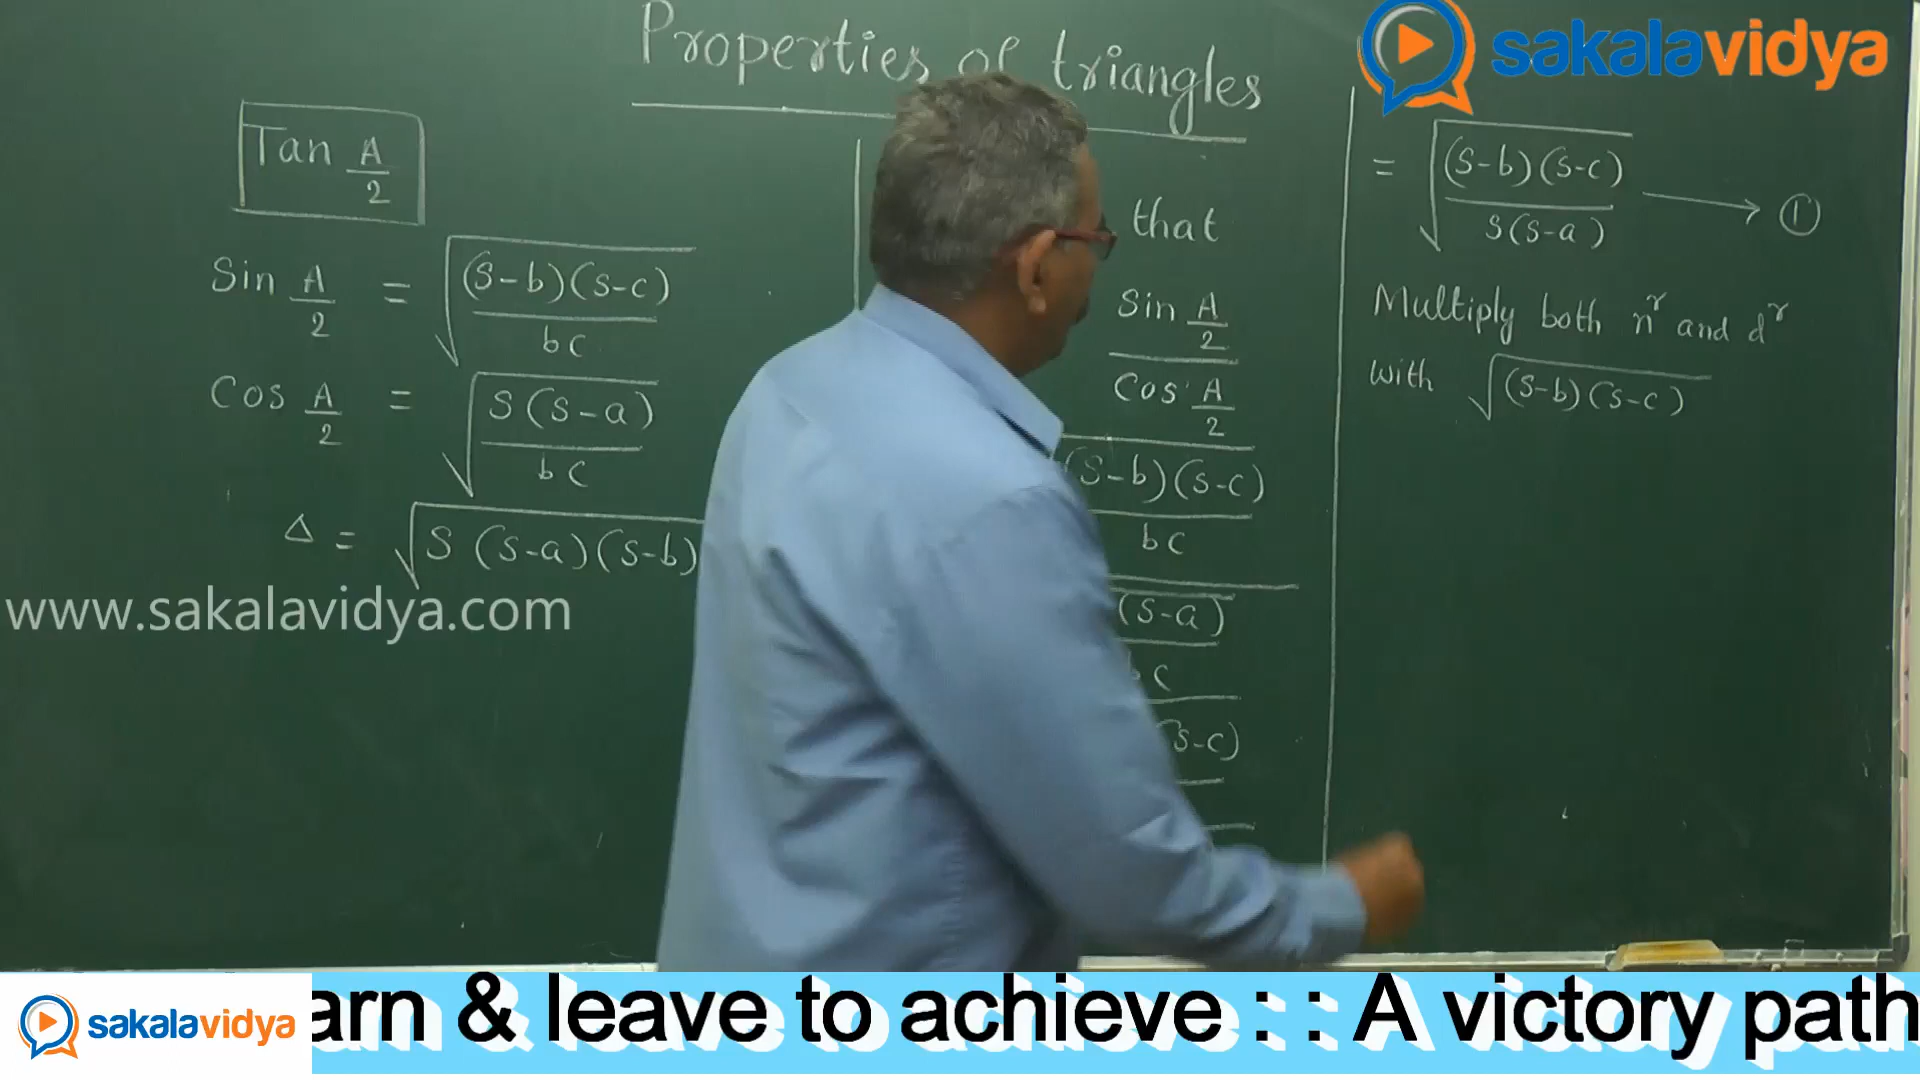 Properties of triangles
sakalavidya
Tan A/2
Sin A/2 = √((s-b)(s-c)/bc)
Cos A/2 = √(s(s-a)/bc)
Δ = √s(s-a)(s-b)
www.sakalavidya.com
that
Sin A/2
Cos A/2
(s-b)(s-c)
bc
(s-a)
bc
(s-c)
= √((s-b)(s-c)/s(s-a)) → ①
Multiply both nʳ and dʳ
with √(s-b)(s-c)
sakalavidya
arn & leave to achieve : : A victory path